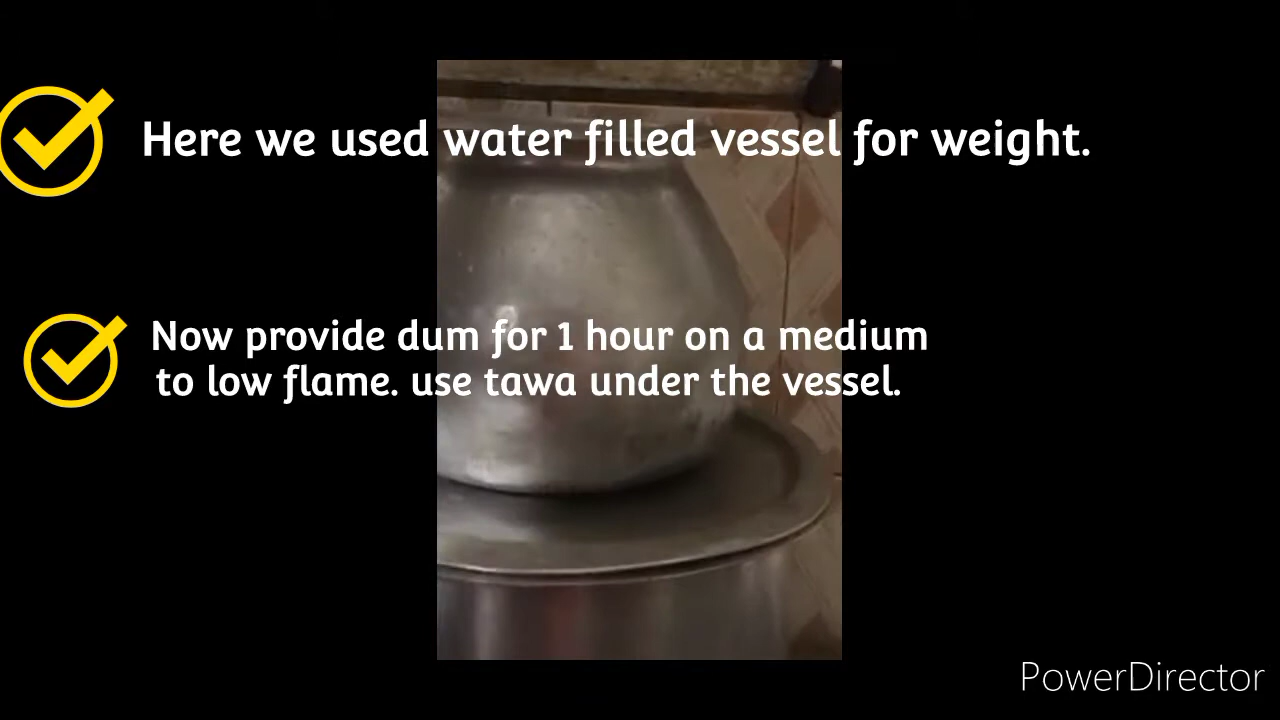 Here we used water filled vessel for weight.
Now provide dum for 1 hour on a medium
to low flame. use tawa under the vessel.
PowerDirector